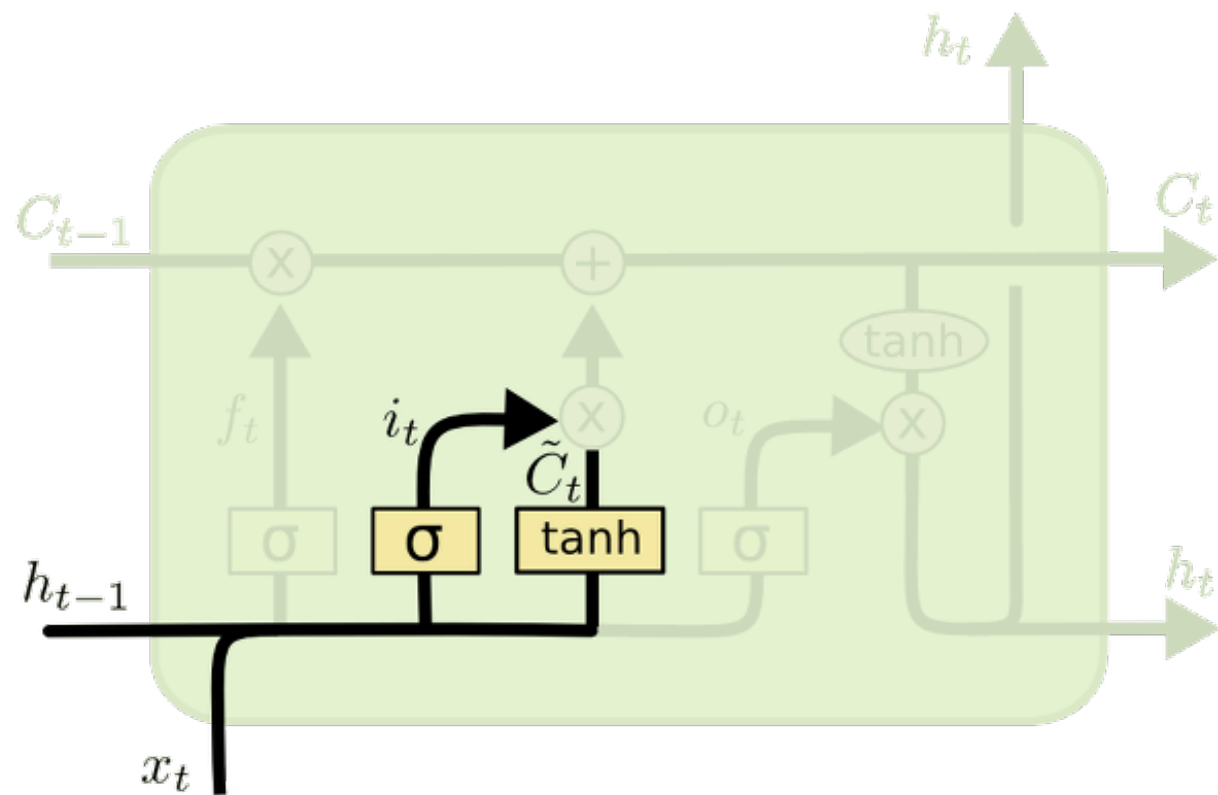 h_t
C_{t-1}
C_t
x
+
tanh
f_t
i_t
x
o_t
x
C̃_t
σ
σ
tanh
σ
h_{t-1}
h_t
x_t